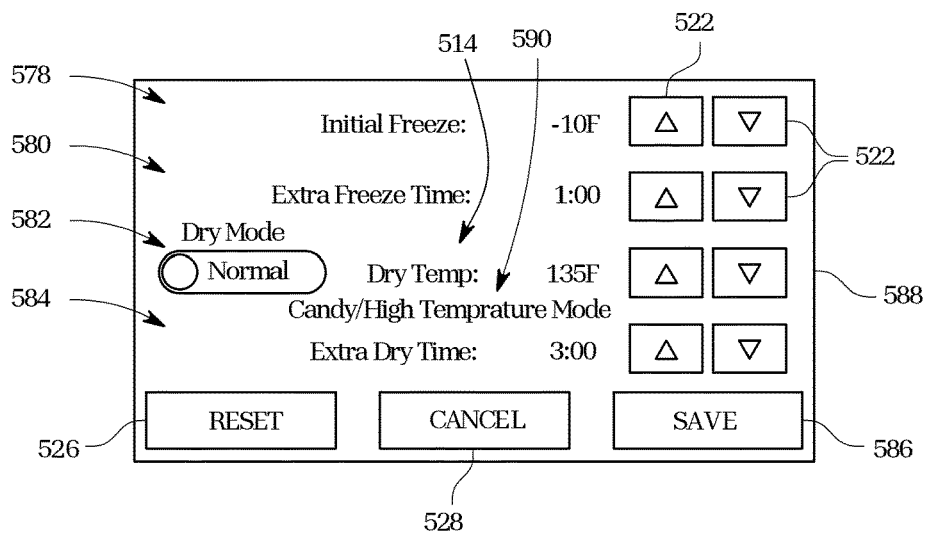 522
514 590
578
Initial Freeze: -10F
580
522
Extra Freeze Time: 1:00
582
Dry Mode
Normal
Dry Temp: 135F
584
588
Candy/High Temprature Mode
Extra Dry Time: 3:00
RESET CANCEL SAVE
526
586
528